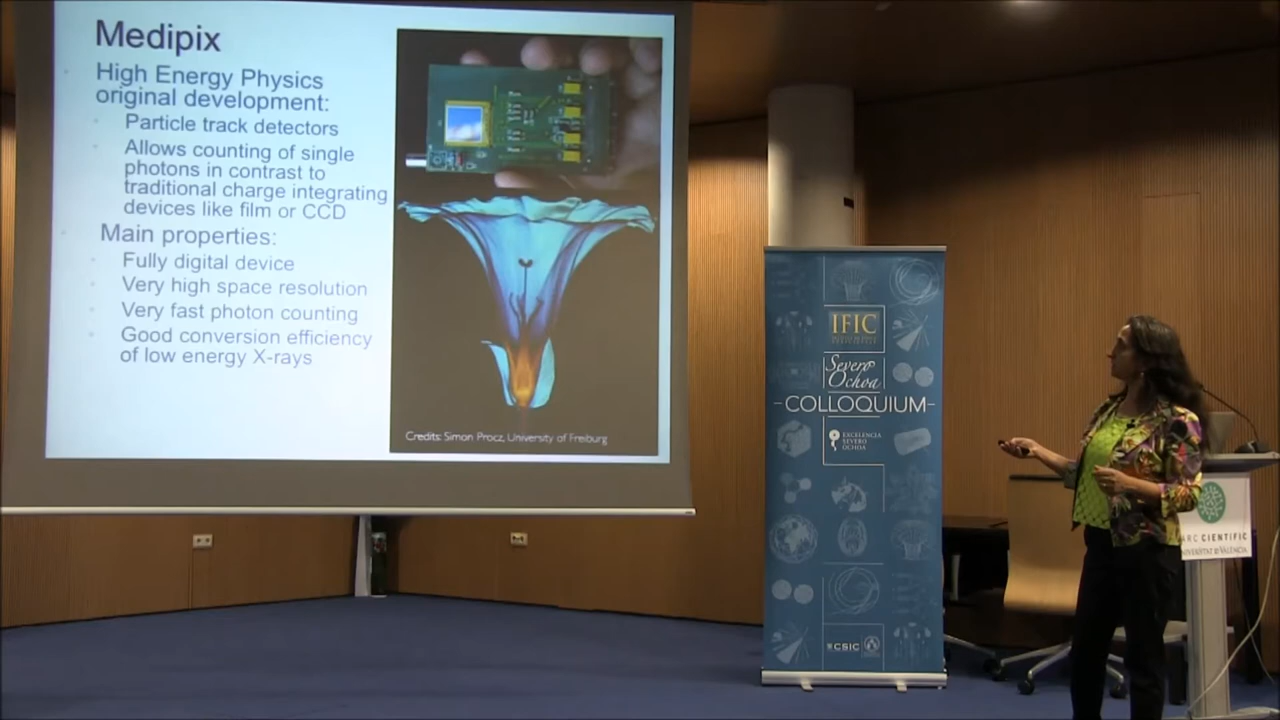 Medipix
High Energy Physics
original development:
Particle track detectors
Allows counting of single
photons in contrast to
traditional charge integrating
devices like film or CCD
Main properties:
Fully digital device
Very high space resolution
Very fast photon counting
Good conversion efficiency
of low energy X-rays
Credits: Simon Procz, University of Freiburg
IFIC
Severo
Ochoa
COLLOQUIUM
EXCELENCIA
SEVERO
OCHOA
CSIC
ARC CIENTIFIC